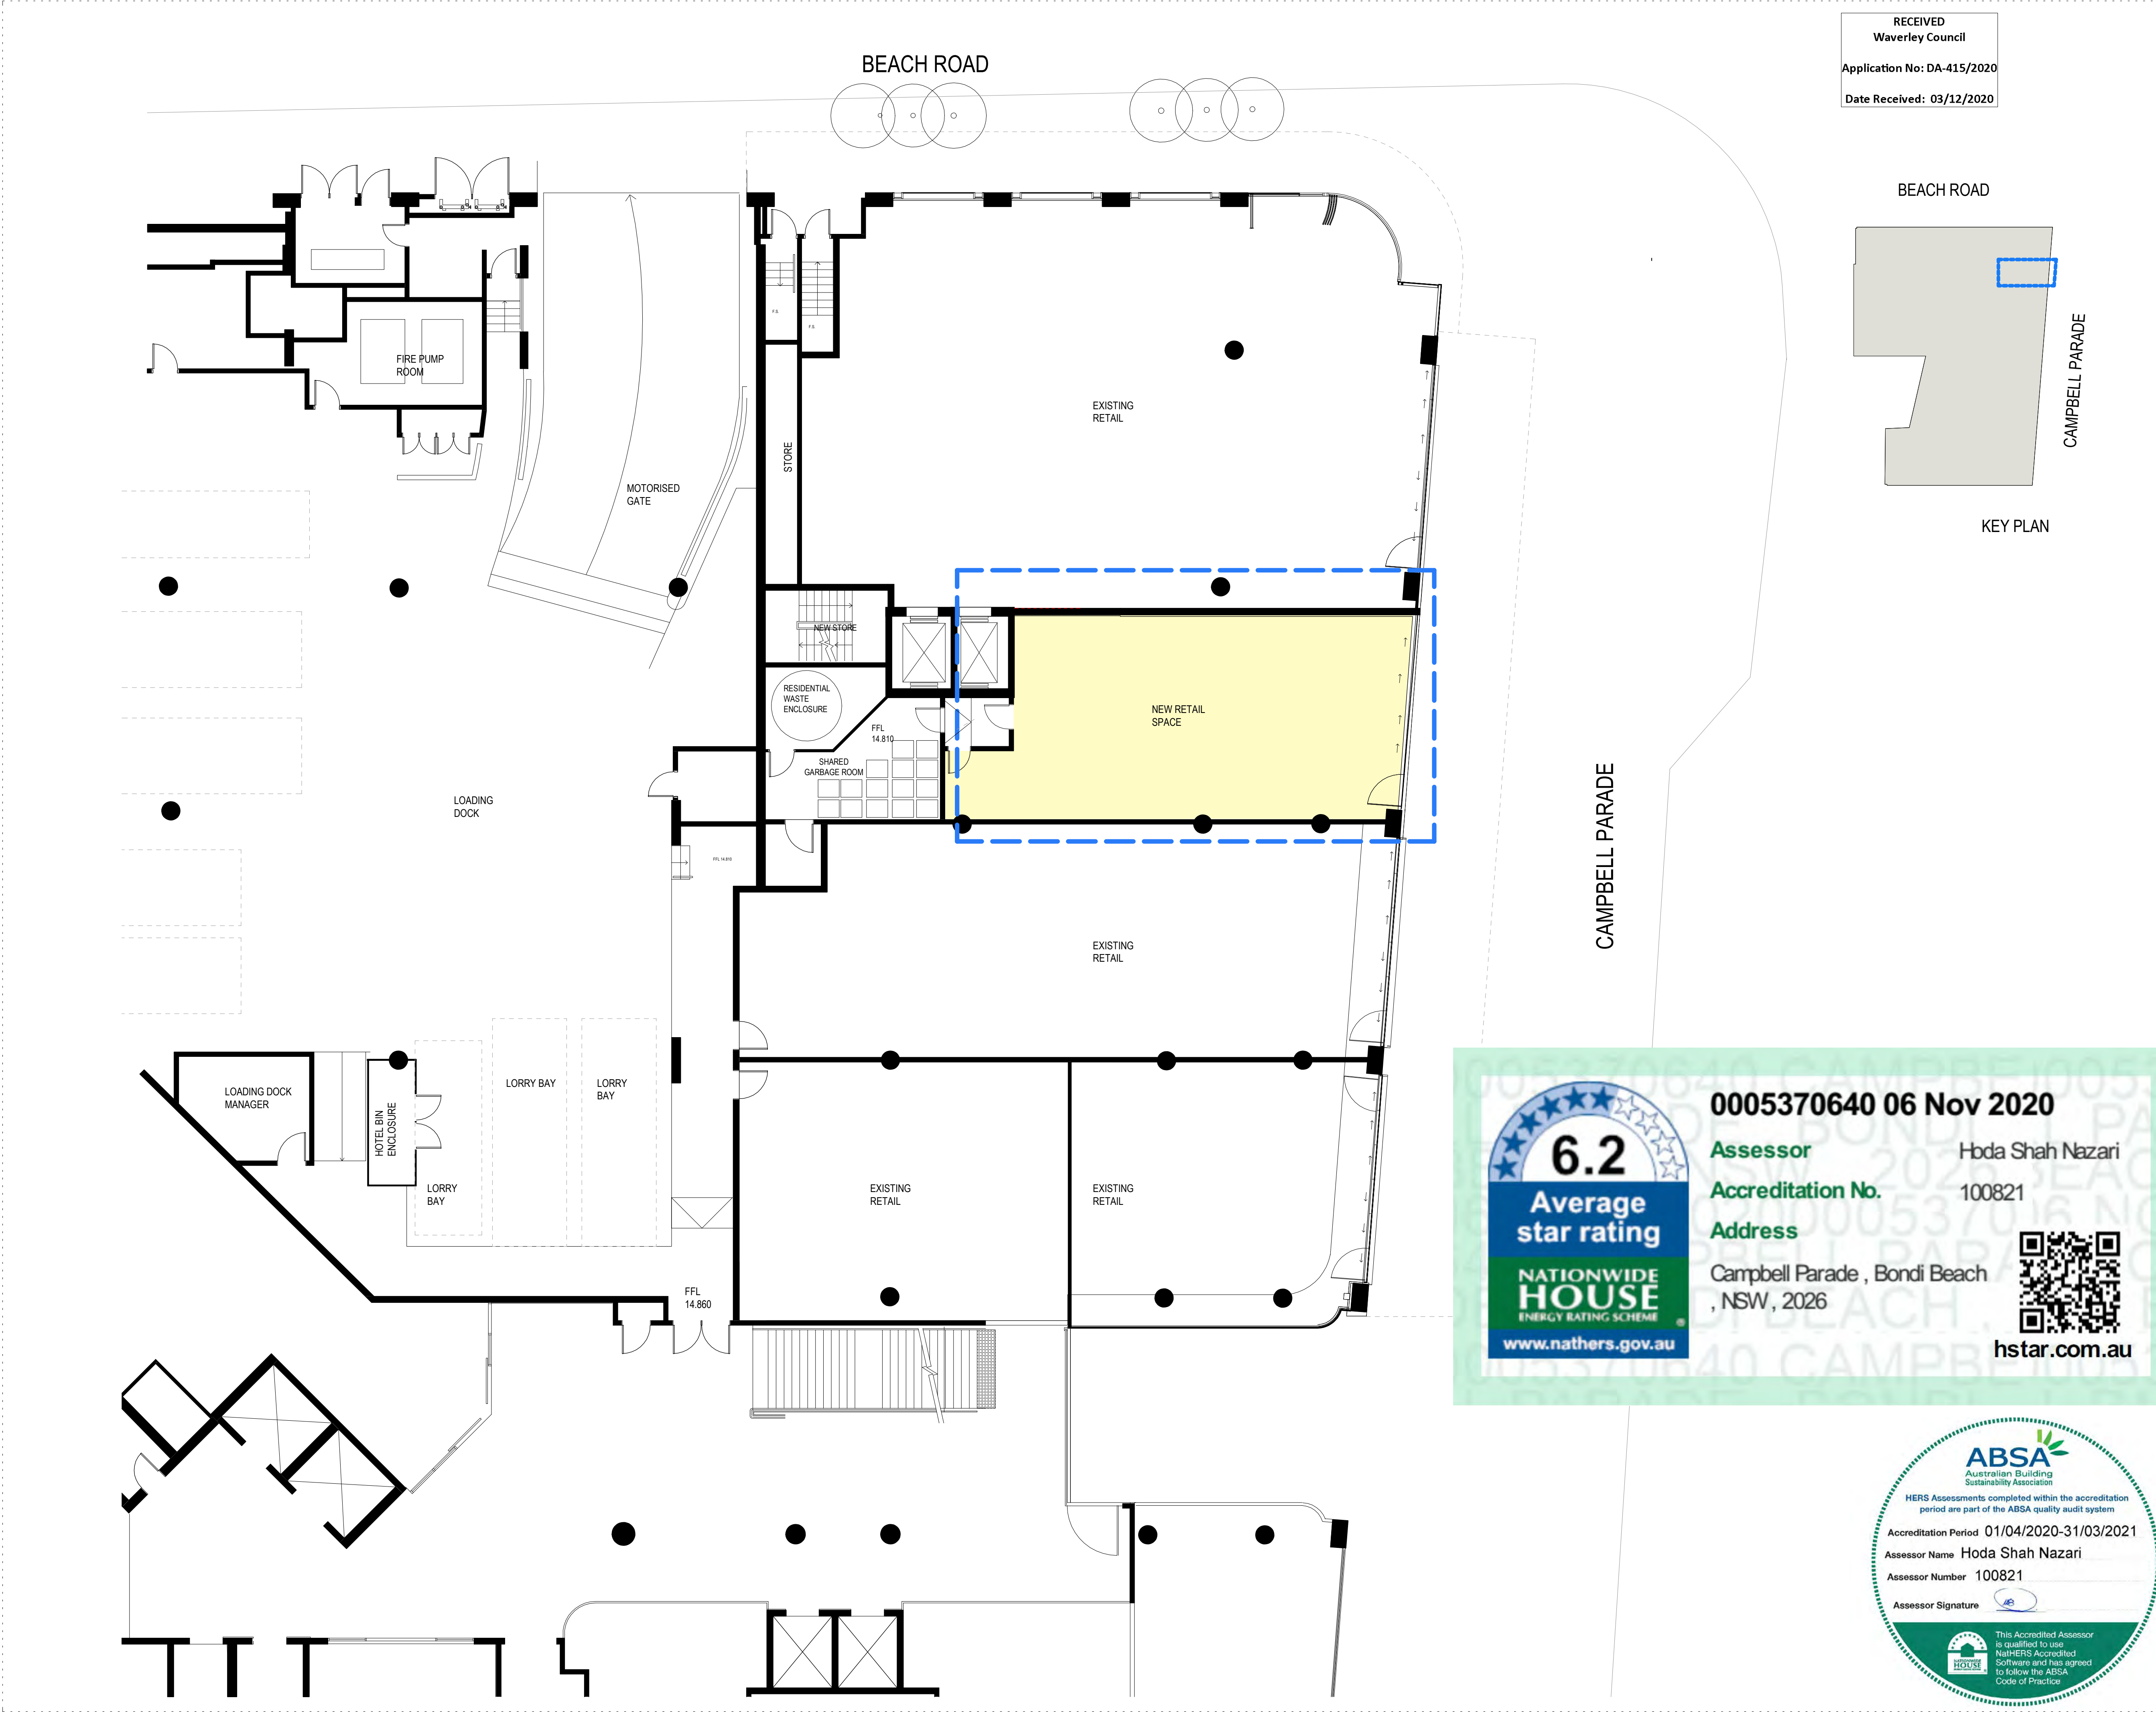 RECEIVED
Waverley Council
Application No: DA-415/2020
Date Received: 03/12/2020
BEACH ROAD
BEACH ROAD
CAMPBELL PARADE
KEY PLAN
F.S.
F.S.
FIRE PUMP
ROOM
EXISTING
RETAIL
STORE
MOTORISED
GATE
NEW STORE
RESIDENTIAL
WASTE
ENCLOSURE
FFL
14.810
SHARED
GARBAGE ROOM
NEW RETAIL
SPACE
LOADING
DOCK
FFL 14.810
CAMPBELL PARADE
EXISTING
RETAIL
LOADING DOCK
MANAGER
HOTEL BIN
ENCLOSURE
LORRY BAY
LORRY
BAY
LORRY
BAY
EXISTING
RETAIL
EXISTING
RETAIL
FFL
14.860
6.2
Average
star rating
NATIONWIDE
HOUSE
ENERGY RATING SCHEME
®
www.nathers.gov.au
0005370640 06 Nov 2020
Assessor Hoda Shah Nazari
Accreditation No. 100821
Address
Campbell Parade , Bondi Beach
, NSW , 2026
hstar.com.au
ABSA
Australian Building
Sustainability Association
HERS Assessments completed within the accreditation
period are part of the ABSA quality audit system
Accreditation Period 01/04/2020-31/03/2021
Assessor Name Hoda Shah Nazari
Assessor Number 100821
Assessor Signature
NATIONWIDE
HOUSE
This Accredited Assessor
is qualified to use
NatHERS Accredited
Software and has agreed
to follow the ABSA
Code of Practice